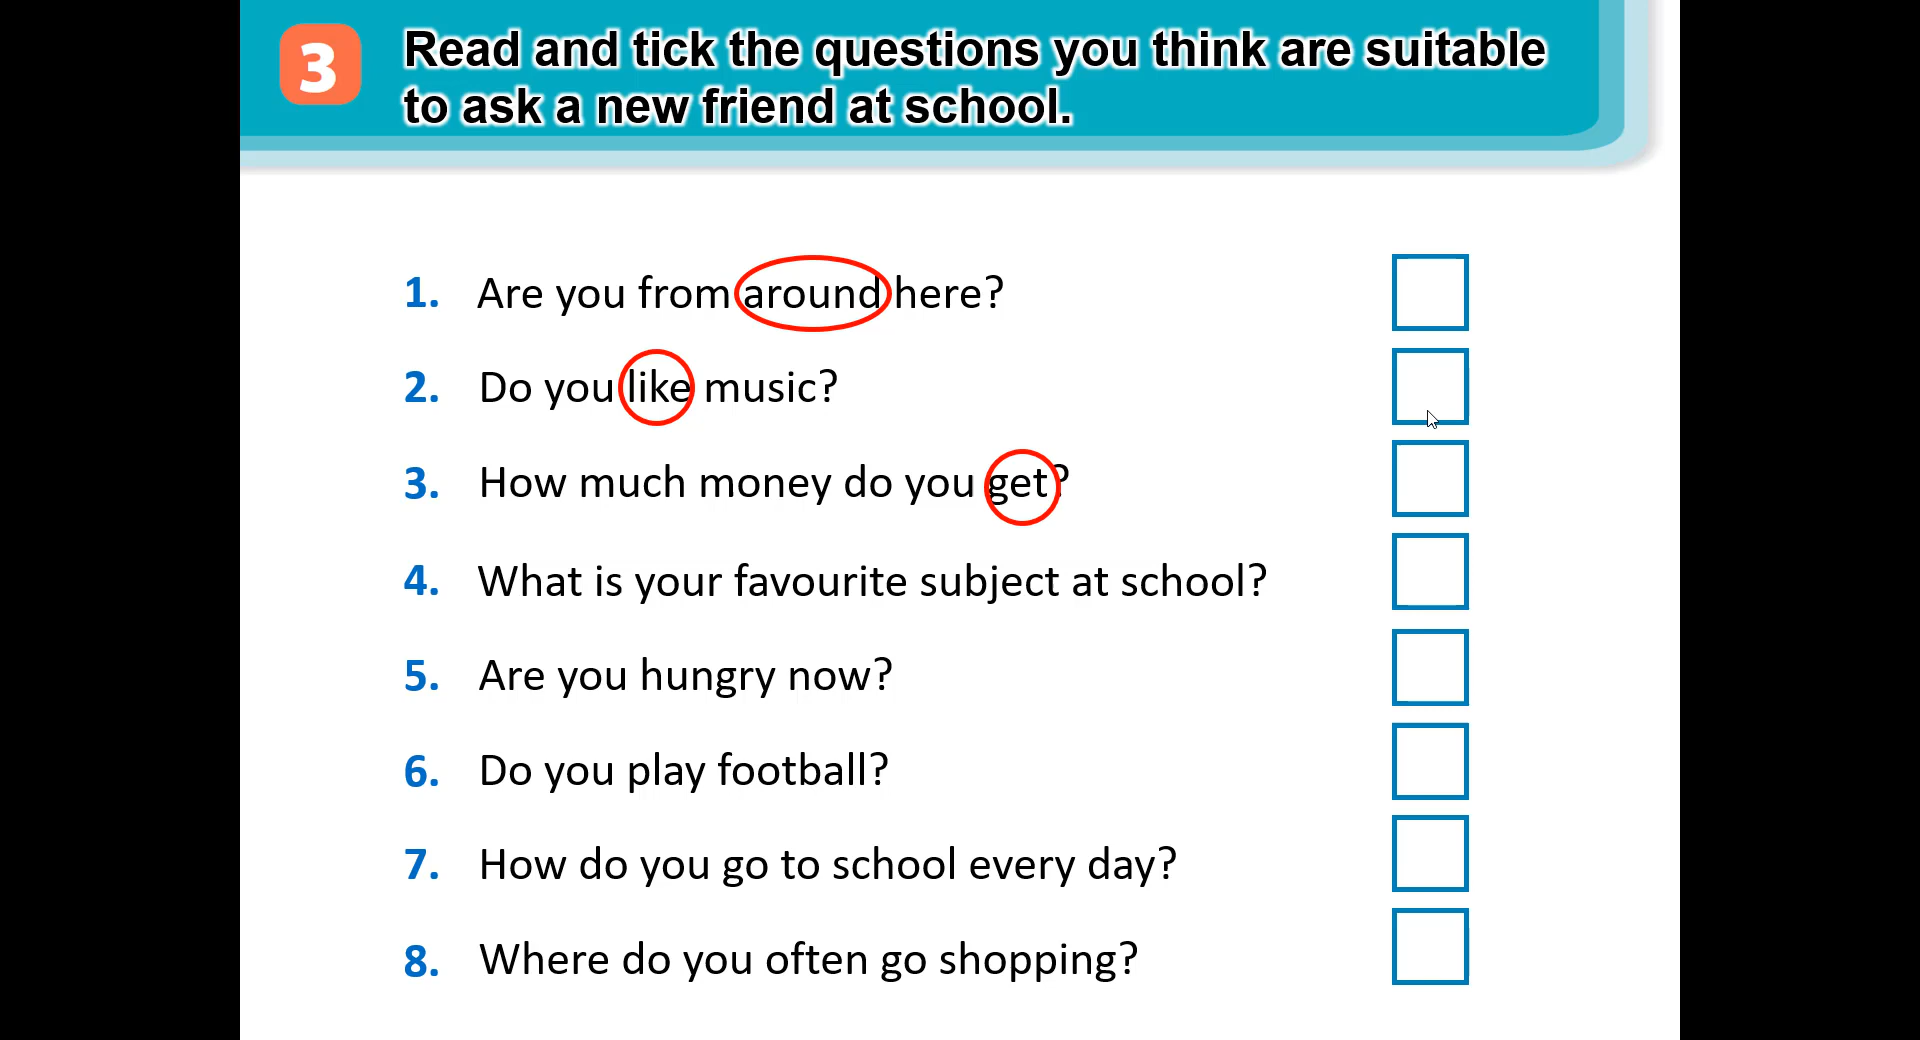 3
Read and tick the questions you think are suitable
to ask a new friend at school.
1. Are you from around here?
2. Do you like music?
3. How much money do you get?
4. What is your favourite subject at school?
5. Are you hungry now?
6. Do you play football?
7. How do you go to school every day?
8. Where do you often go shopping?